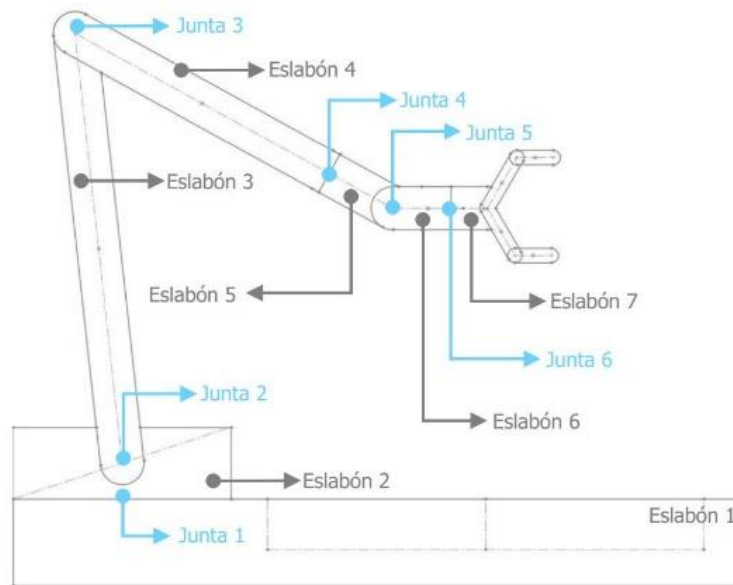 Junta 3
Eslabón 4
Junta 4
Junta 5
Eslabón 3
Eslabón 5
Eslabón 7
Junta 6
Junta 2
Eslabón 6
Eslabón 2
Eslabón 1
Junta 1